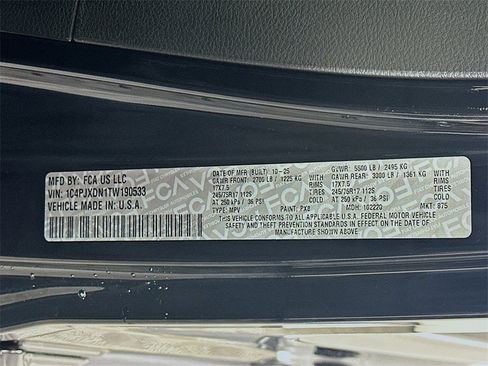 MFD BY: FCA US LLC
VIN: 1C4PJXDN1TW190533
VEHICLE MADE IN: U.S.A.
DATE OF MFR (BUILT): 10-25 GVWR: 5500 LB / 2495 KG
GAWR FRONT: 2700 LB / 1225 KG GAWR REAR: 3000 LB / 1361 KG
17X7.5 RIMS 17X7.5 RIMS
245/75R17 112S TIRES 245/75R17 112S TIRES
AT 250 kPa / 36 PSI COLD AT 250 kPa / 36 PSI COLD
TYPE: MPV PAINT: PX8 MDH: 102220 MKT: 875
THIS VEHICLE CONFORMS TO ALL APPLICABLE U.S.A. FEDERAL MOTOR VEHICLE
SAFETY AND THEFT PREVENTION STANDARDS IN EFFECT ON THE DATE
OF MANUFACTURE SHOWN ABOVE.